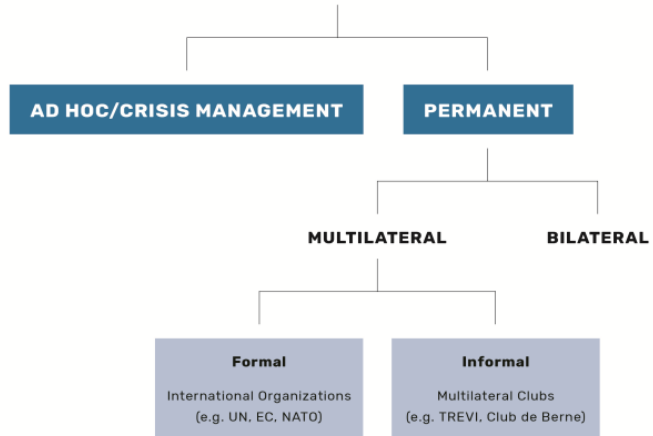 AD HOC/CRISIS MANAGEMENT
PERMANENT
MULTILATERAL
BILATERAL
Formal
International Organizations
(e.g. UN, EC, NATO)
Informal
Multilateral Clubs
(e.g. TREVI, Club de Berne)